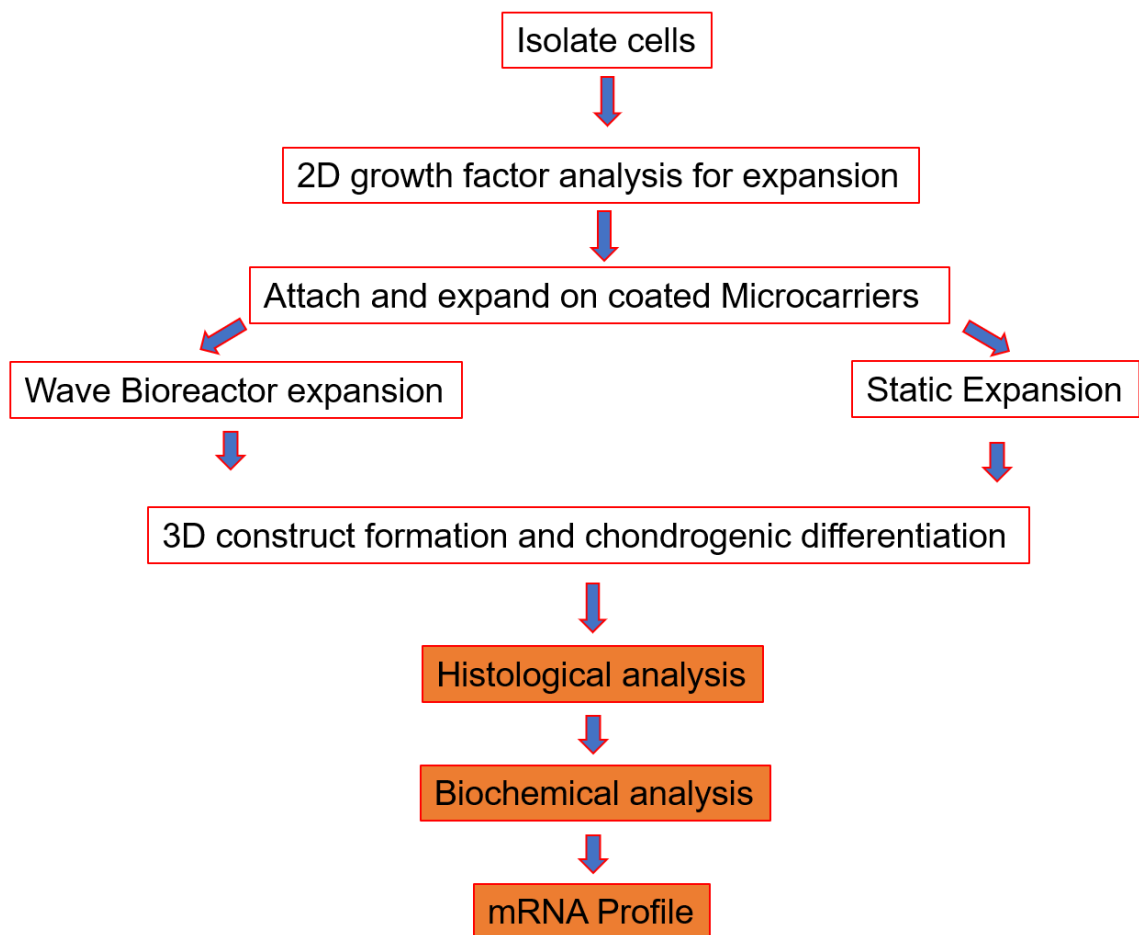 Isolate cells
2D growth factor analysis for expansion
Attach and expand on coated Microcarriers
Wave Bioreactor expansion
Static Expansion
3D construct formation and chondrogenic differentiation
Histological analysis
Biochemical analysis
mRNA Profile